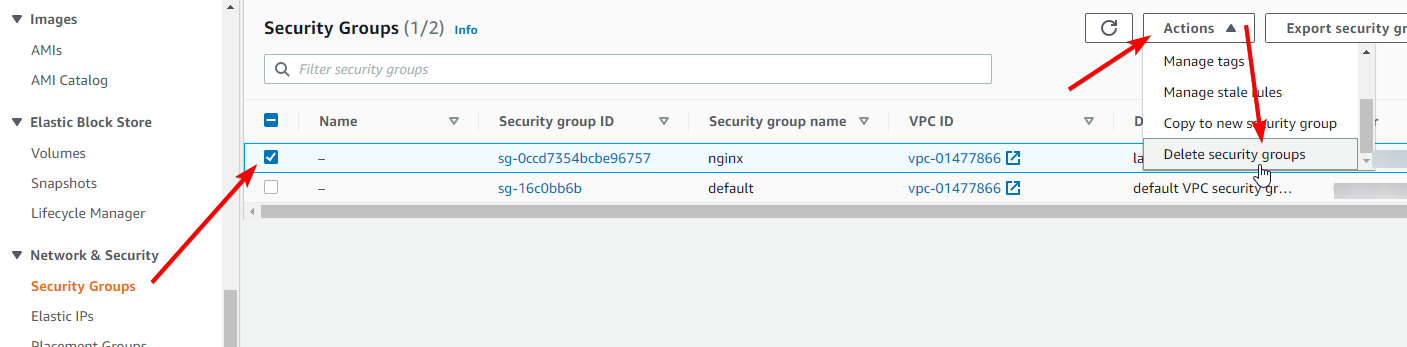 Images
AMIs
AMI Catalog
Elastic Block Store
Volumes
Snapshots
Lifecycle Manager
Network & Security
Security Groups
Elastic IPs
Placement Groups
Security Groups (1/2) Info
Actions
Export security gr
Filter security groups
Manage tags
Manage stale rules
Copy to new security group
Delete security groups
Name Security group ID Security group name VPC ID D
– sg-0ccd7354bcbe96757 nginx vpc-01477866 la
– sg-16c0bb6b default vpc-01477866 default VPC security gr…